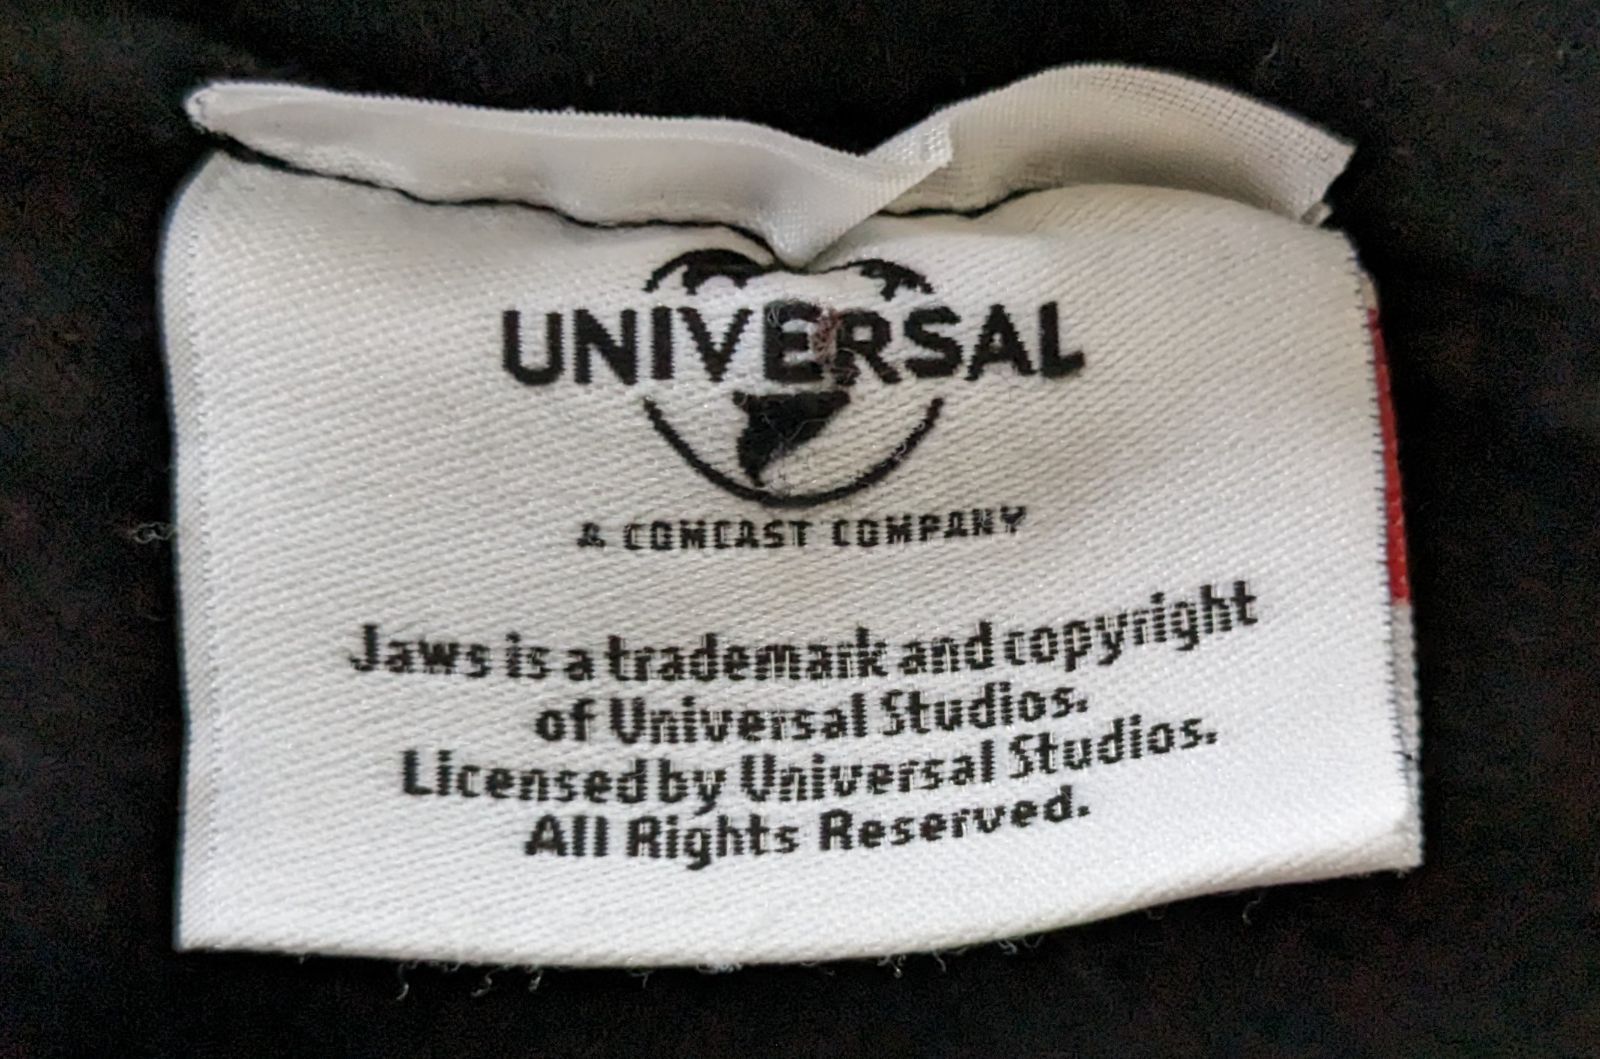 UNIVERSAL
A COMCAST COMPANY
Jaws is a trademark and copyright
of Universal Studios.
Licensed by Universal Studios.
All Rights Reserved.